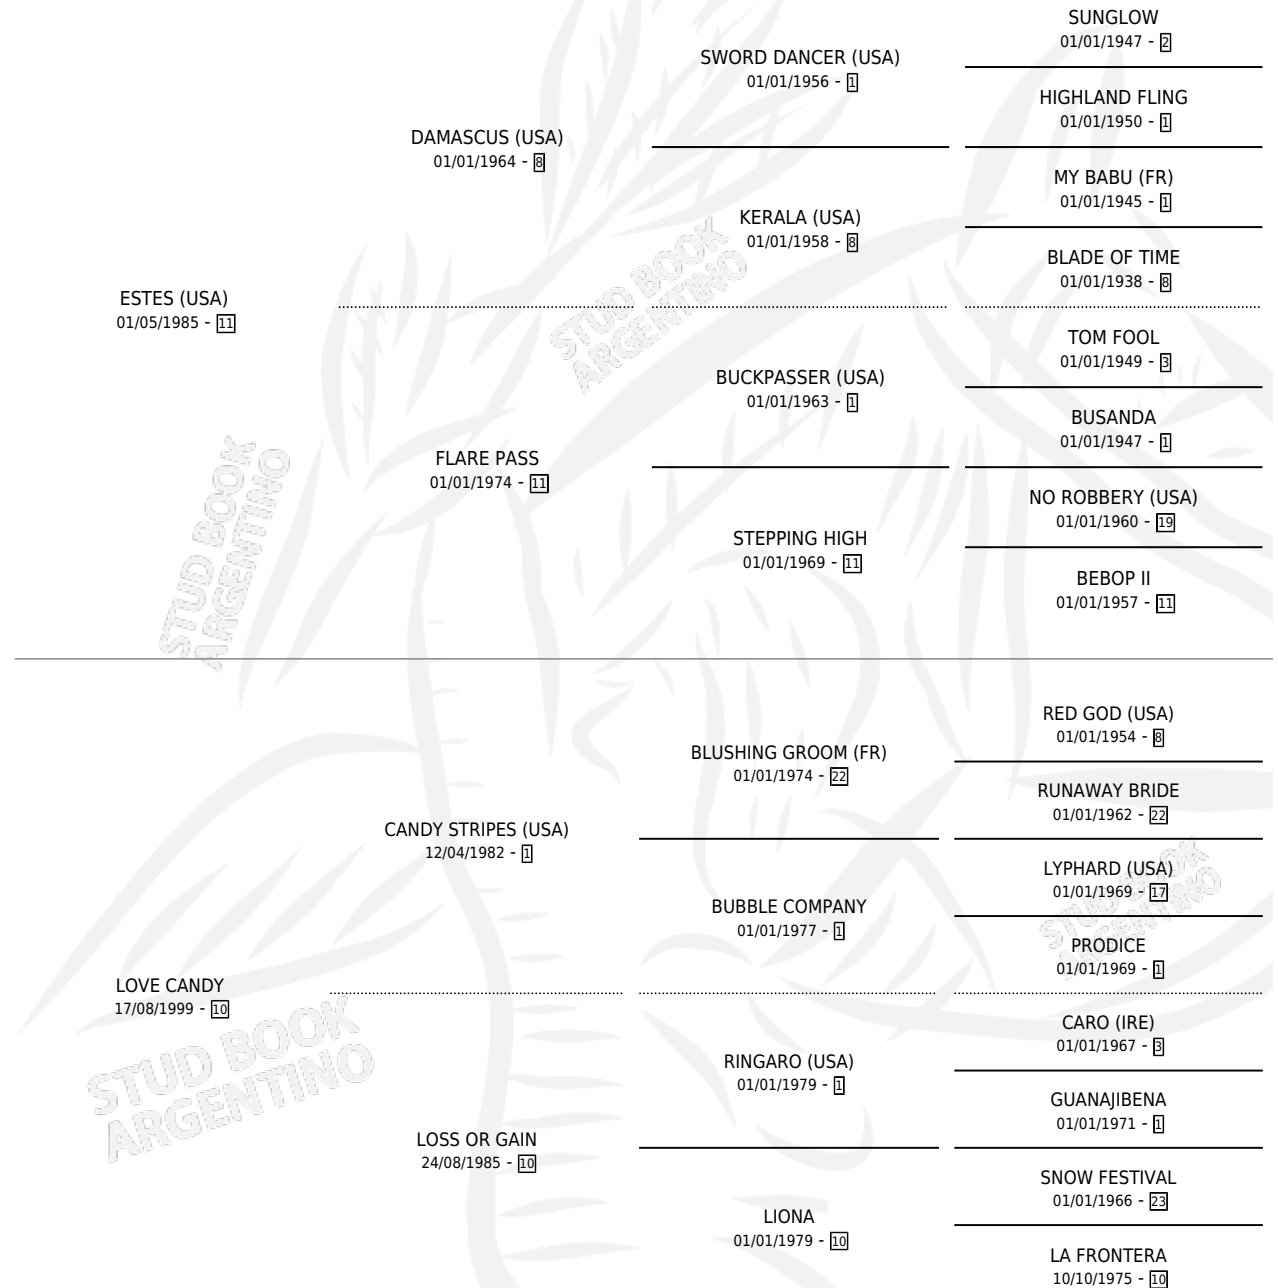 SUNGLOW
01/01/1947 - 2
SWORD DANCER (USA)
01/01/1956 - 1
HIGHLAND FLING
01/01/1950 - 1
DAMASCUS (USA)
01/01/1964 - 8
MY BABU (FR)
01/01/1945 - 1
KERALA (USA)
01/01/1958 - 8
BLADE OF TIME
01/01/1938 - 8
ESTES (USA)
01/05/1985 - 11
TOM FOOL
01/01/1949 - 3
BUCKPASSER (USA)
01/01/1963 - 1
BUSANDA
01/01/1947 - 1
FLARE PASS
01/01/1974 - 11
NO ROBBERY (USA)
01/01/1960 - 19
STEPPING HIGH
01/01/1969 - 11
BEBOP II
01/01/1957 - 11
STUD BOOK
ARGENTINO
STUD BOOK
ARGENTINO
RED GOD (USA)
01/01/1954 - 8
BLUSHING GROOM (FR)
01/01/1974 - 22
RUNAWAY BRIDE
01/01/1962 - 22
CANDY STRIPES (USA)
12/04/1982 - 1
LYPHARD (USA)
01/01/1969 - 17
BUBBLE COMPANY
01/01/1977 - 1
PRODICE
01/01/1969 - 1
LOVE CANDY
17/08/1999 - 10
CARO (IRE)
01/01/1967 - 3
RINGARO (USA)
01/01/1979 - 1
GUANAJIBENA
01/01/1971 - 1
LOSS OR GAIN
24/08/1985 - 10
SNOW FESTIVAL
01/01/1966 - 23
LIONA
01/01/1979 - 10
LA FRONTERA
10/10/1975 - 10
STUD BOOK
ARGENTINO
STUD BOOK
ARGENTINO